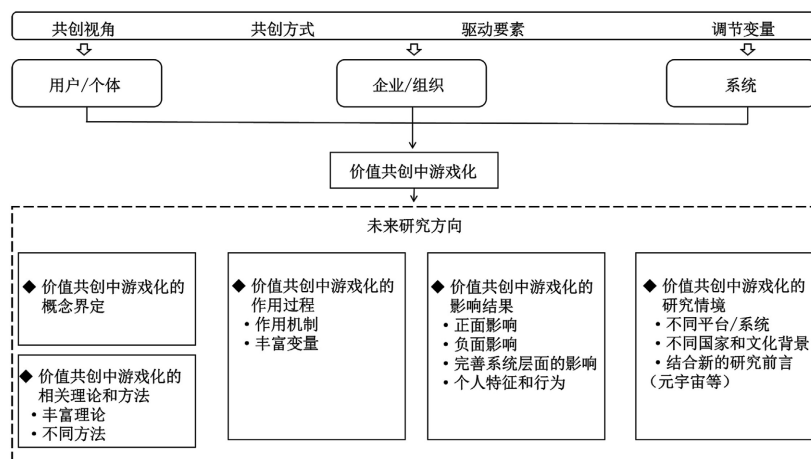 共创视角 共创方式 驱动要素 调节变量
用户/个体 企业/组织 系统
价值共创中游戏化
未来研究方向
◆ 价值共创中游戏化的
概念界定
◆ 价值共创中游戏化的
相关理论和方法
• 丰富理论
• 不同方法
◆ 价值共创中游戏化的
作用过程
• 作用机制
• 丰富变量
◆ 价值共创中游戏化的
影响结果
• 正面影响
• 负面影响
• 完善系统层面的影响
• 个人特征和行为
◆ 价值共创中游戏化的
研究情境
• 不同平台/系统
• 不同国家和文化背景
• 结合新的研究前言
（元宇宙等）